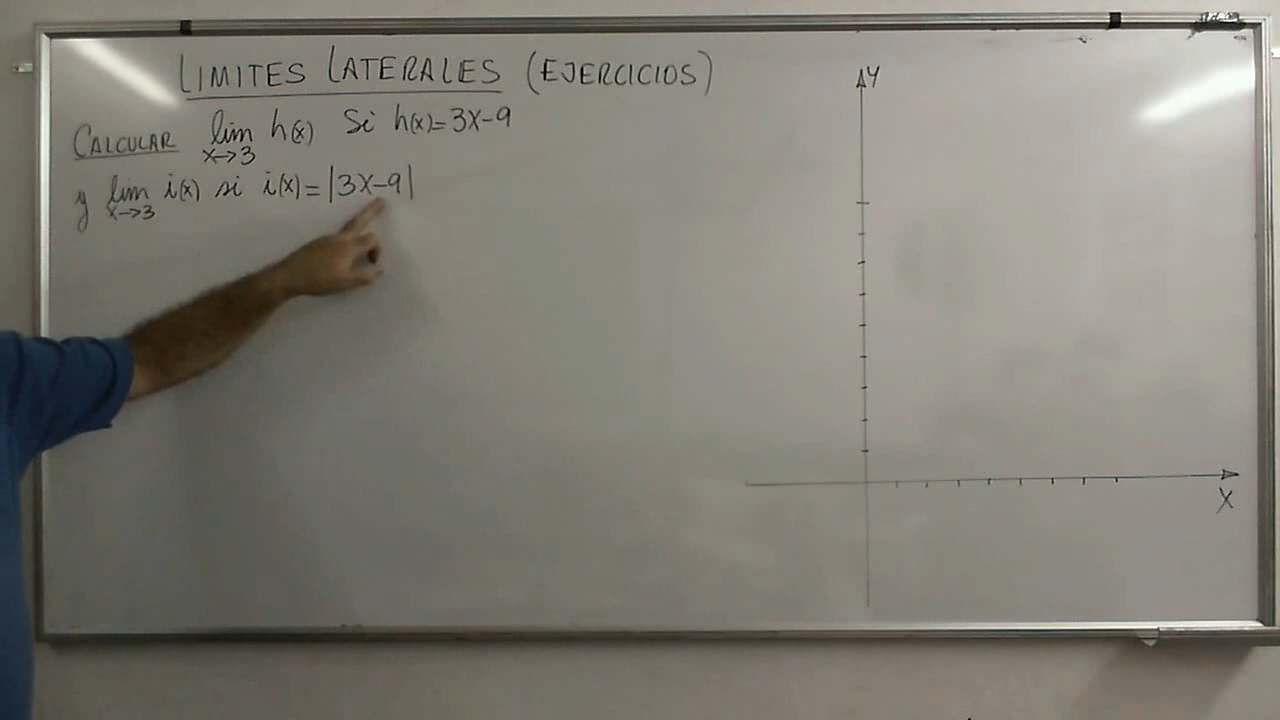 LIMITES LATERALES (EJERCICIOS)
CALCULAR lim x→3 h(x) Si h(x)=3x-9
y lim x→3 i(x) si i(x)=|3x-9|
Y
X